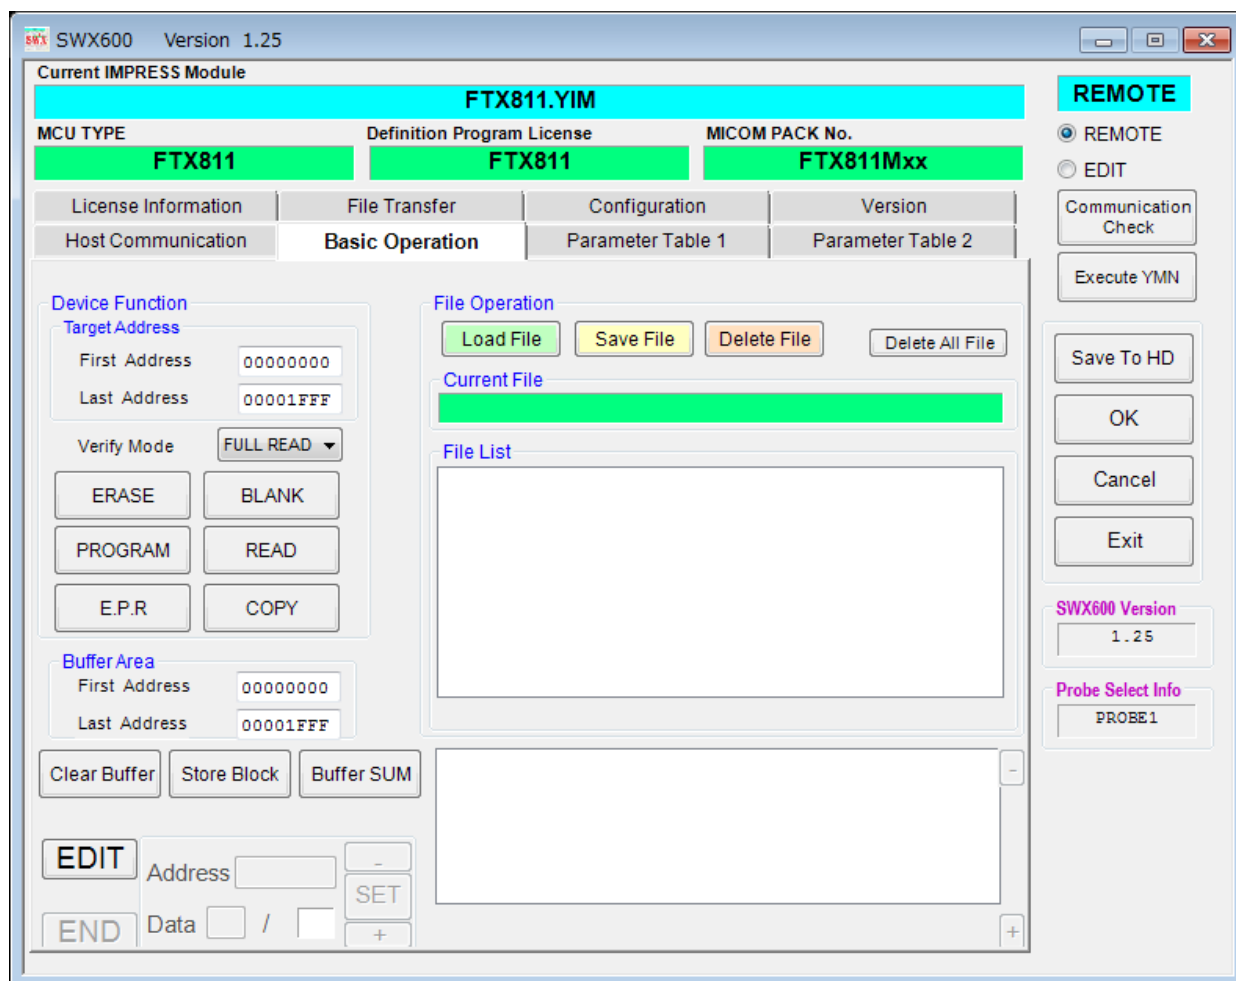 SWX600 Version 1.25
Current IMPRESS Module
FTX811.YIM
MCU TYPE
Definition Program License
MICOM PACK No.
FTX811
FTX811
FTX811Mxx
License Information
File Transfer
Configuration
Version
Host Communication
Basic Operation
Parameter Table 1
Parameter Table 2
Device Function
Target Address
First Address 00000000
Last Address 00001FFF
Verify Mode FULL READ
ERASE
BLANK
PROGRAM
READ
E.P.R
COPY
Buffer Area
First Address 00000000
Last Address 00001FFF
Clear Buffer
Store Block
Buffer SUM
EDIT
END
Address
Data /
-
SET
+
File Operation
Load File
Save File
Delete File
Delete All File
Current File
File List
-
+
REMOTE
REMOTE
EDIT
Communication
Check
Execute YMN
Save To HD
OK
Cancel
Exit
SWX600 Version
1.25
Probe Select Info
PROBE1